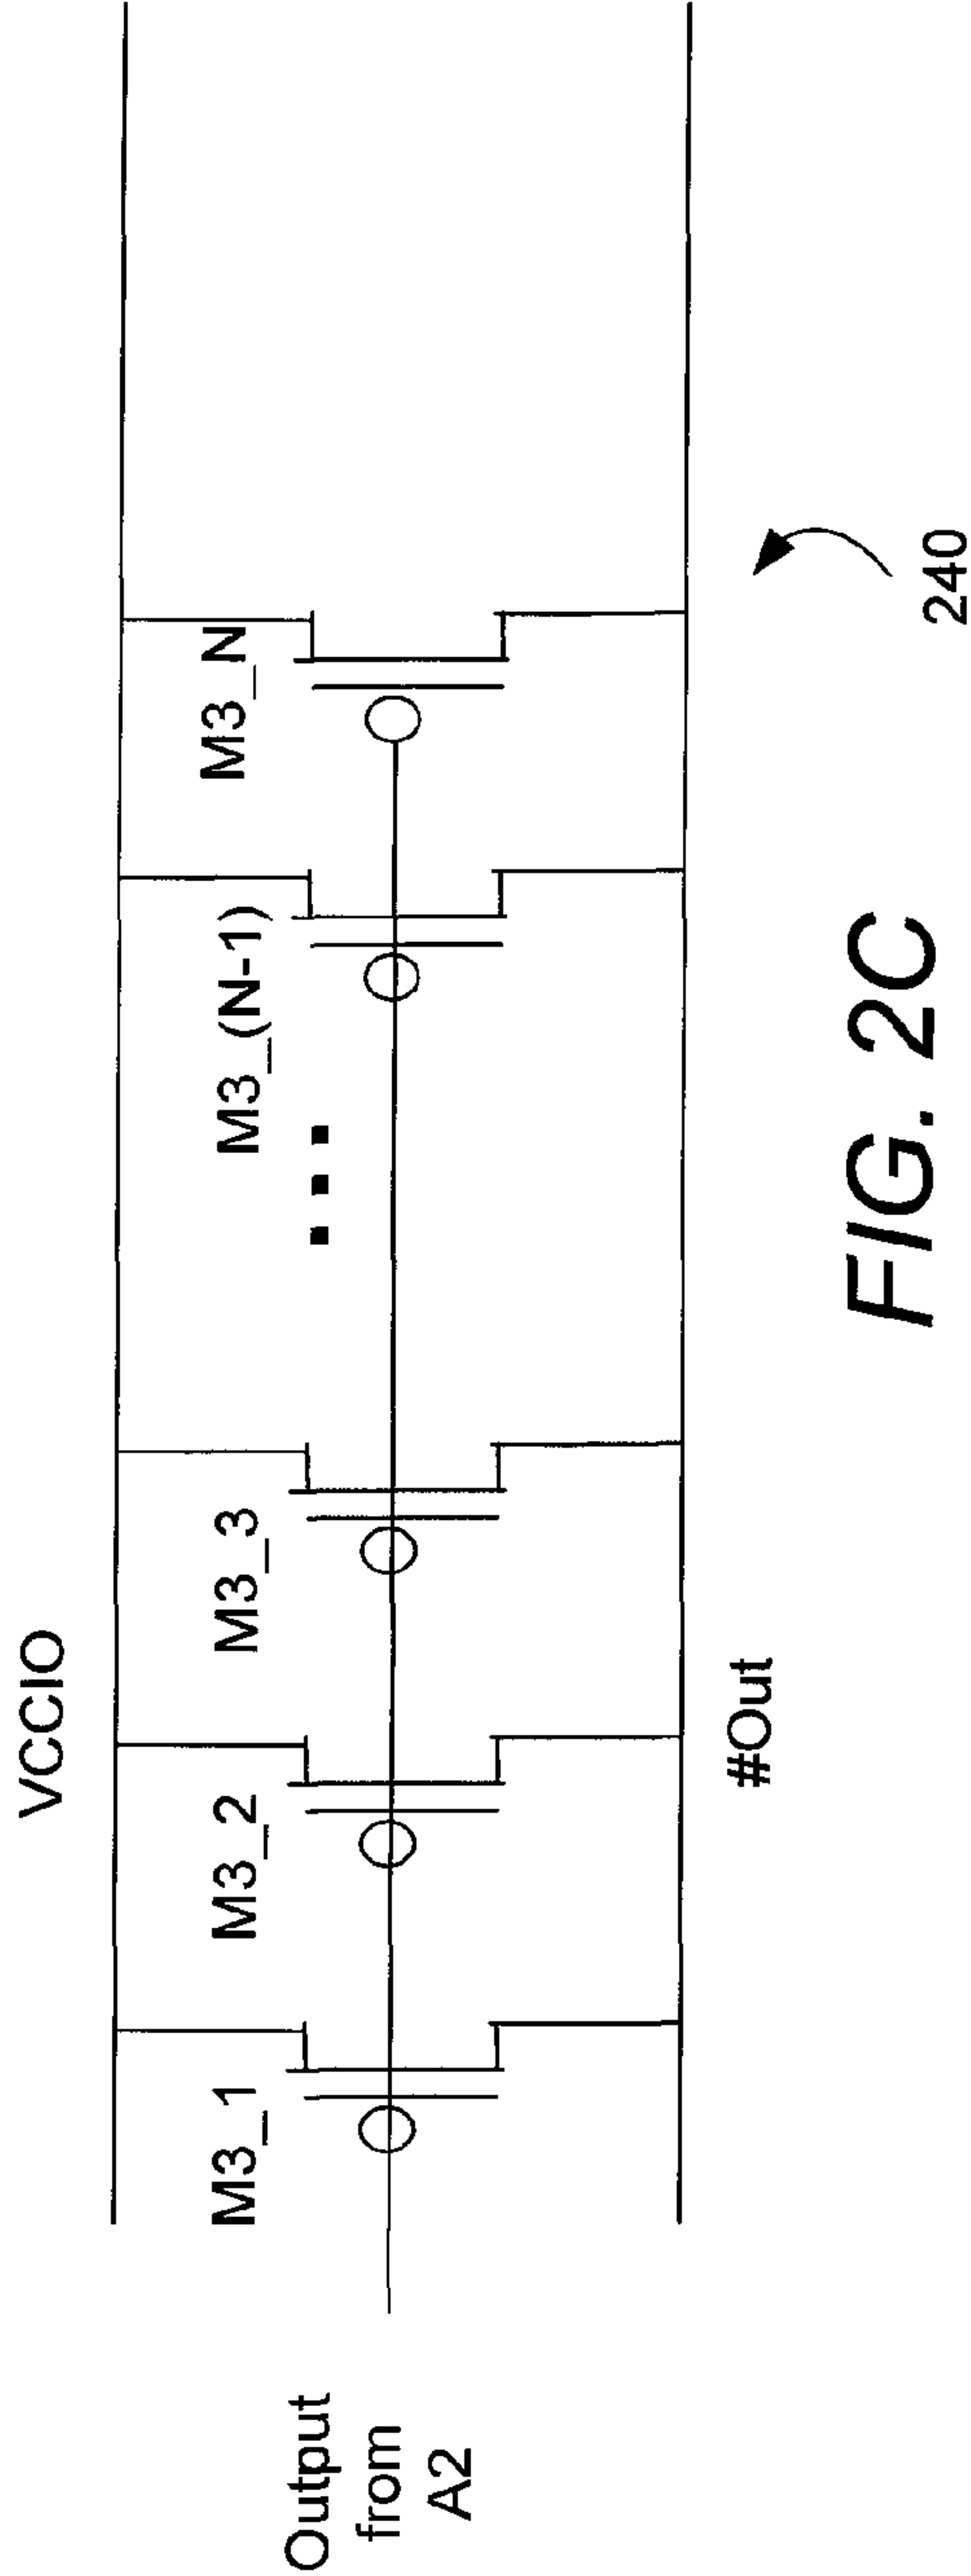 VCCIO
M3_1
M3_2
M3_3
M3_(N-1)
M3_N
Output
from
A2
#Out
240
FIG. 2C